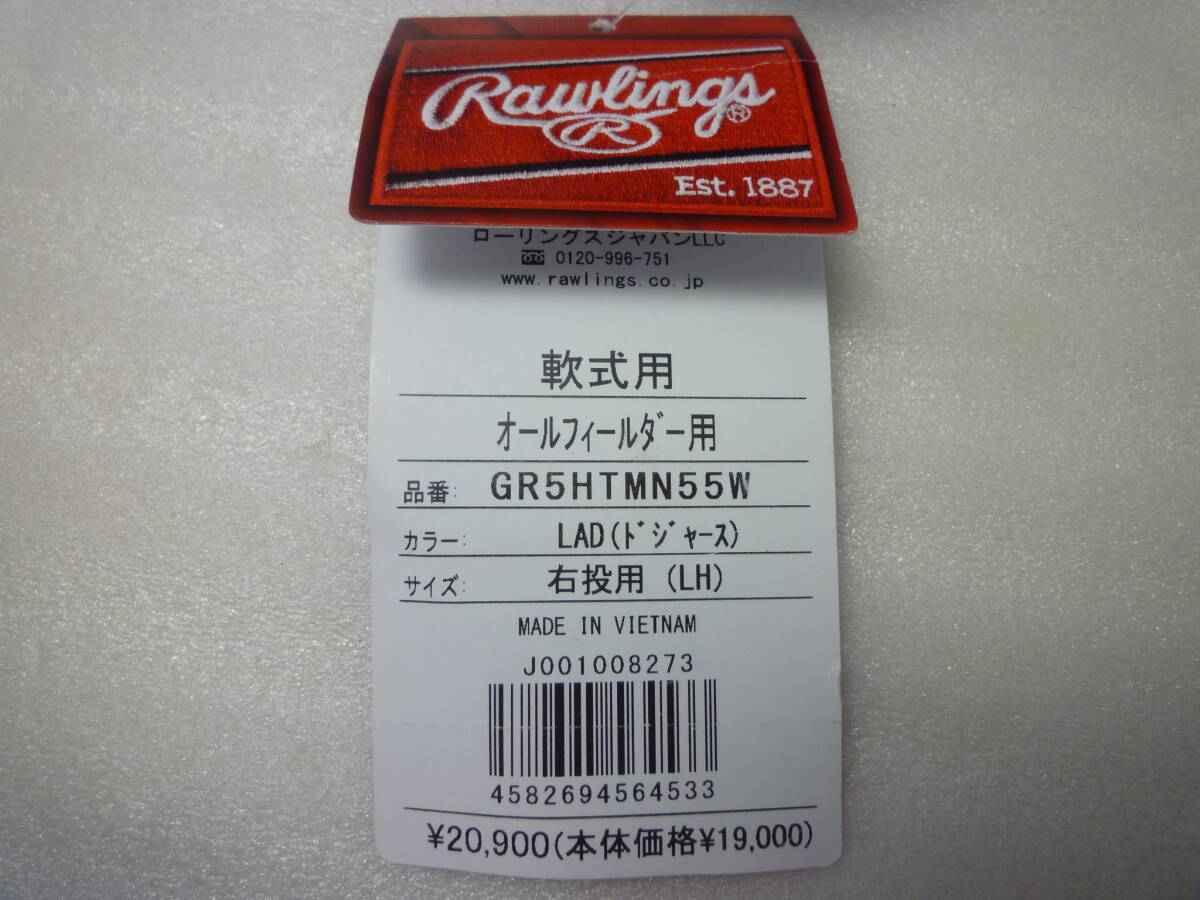 Rawlings®
R
Est. 1887
ローリングスジャパンLLC
0120-996-751
www.rawlings.co.jp
軟式用
オールフィールダー用
品番: GR5HTMN55W
カラー: LAD(ドジャース)
サイズ: 右投用 (LH)
MADE IN VIETNAM
J001008273
4582694564533
¥20,900(本体価格¥19,000)